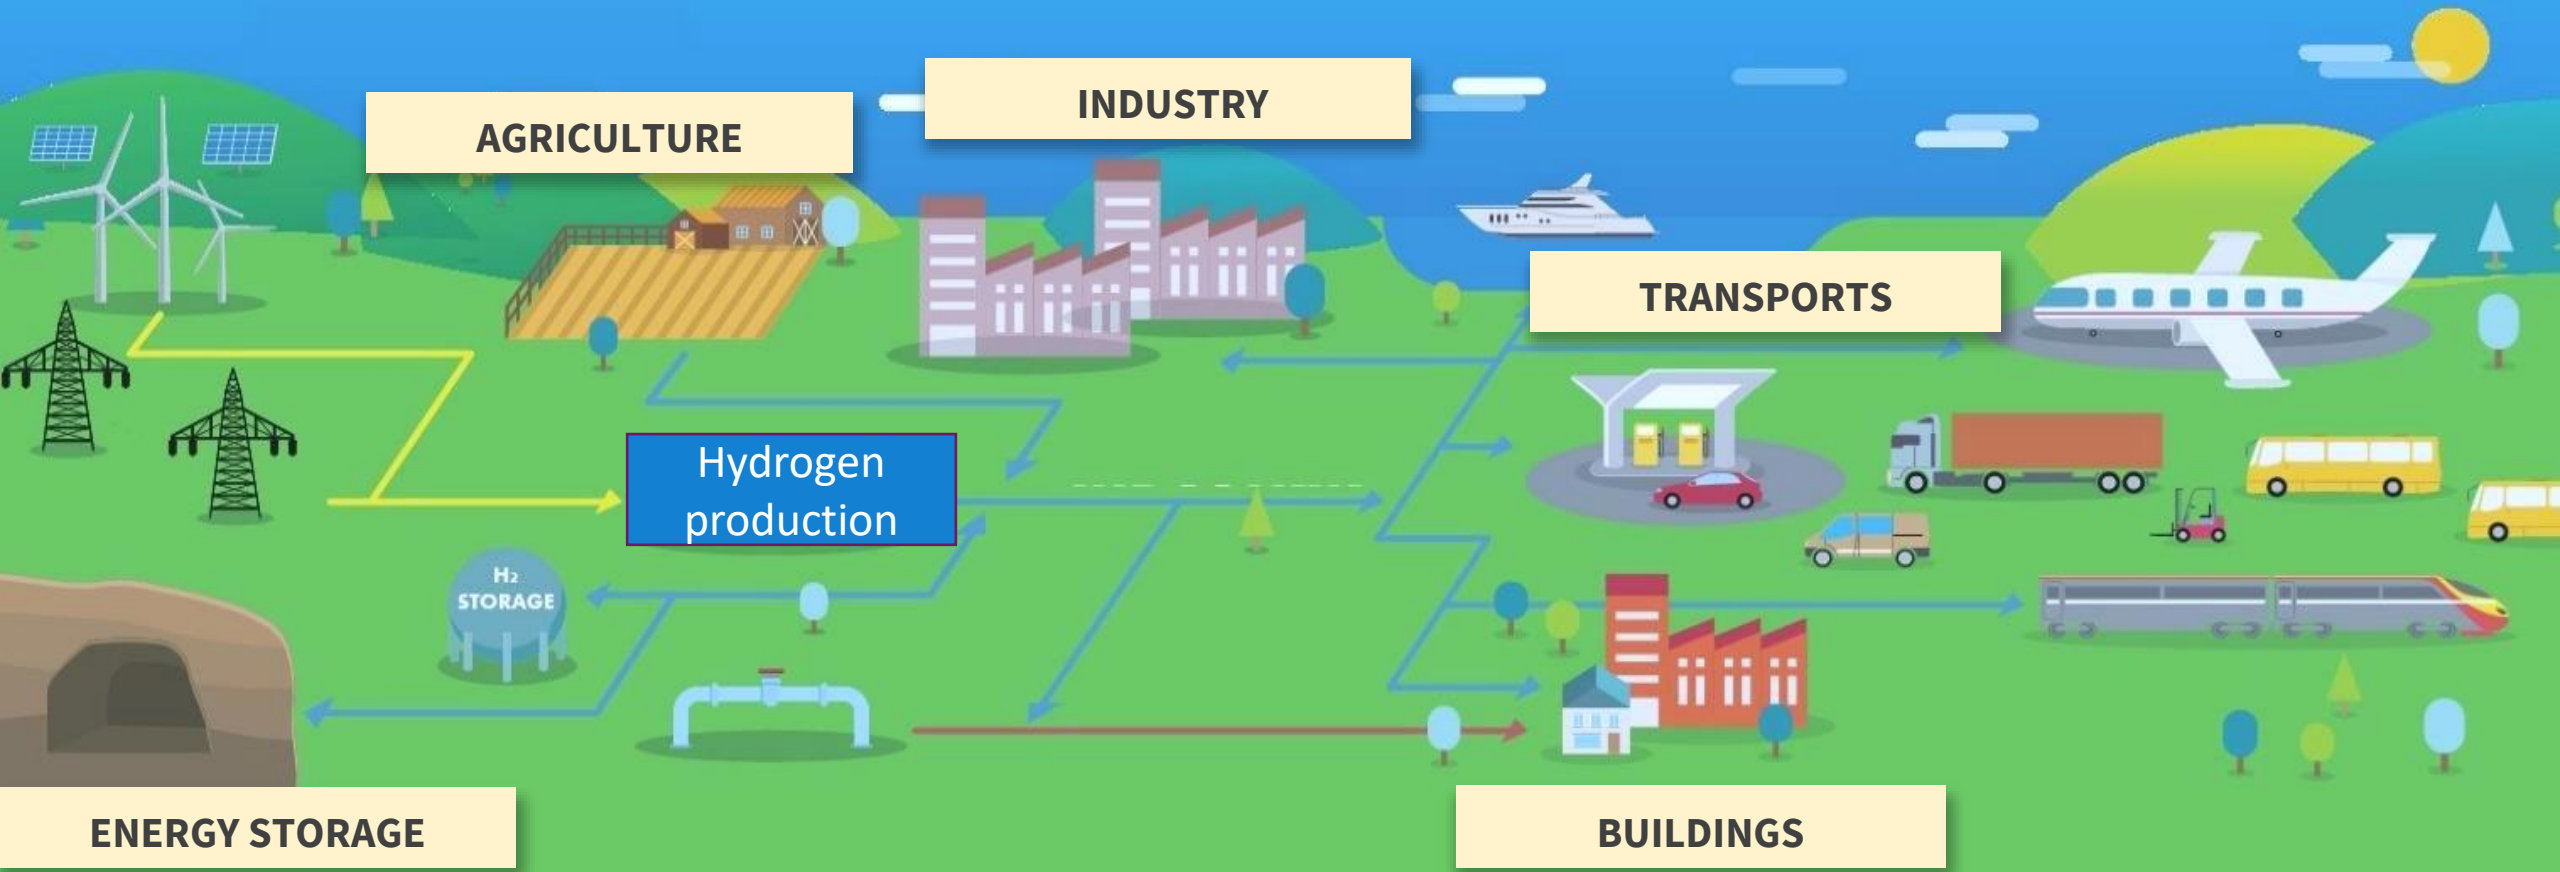 AGRICULTURE
INDUSTRY
TRANSPORTS
Hydrogen
production
H₂
STORAGE
ENERGY STORAGE
BUILDINGS